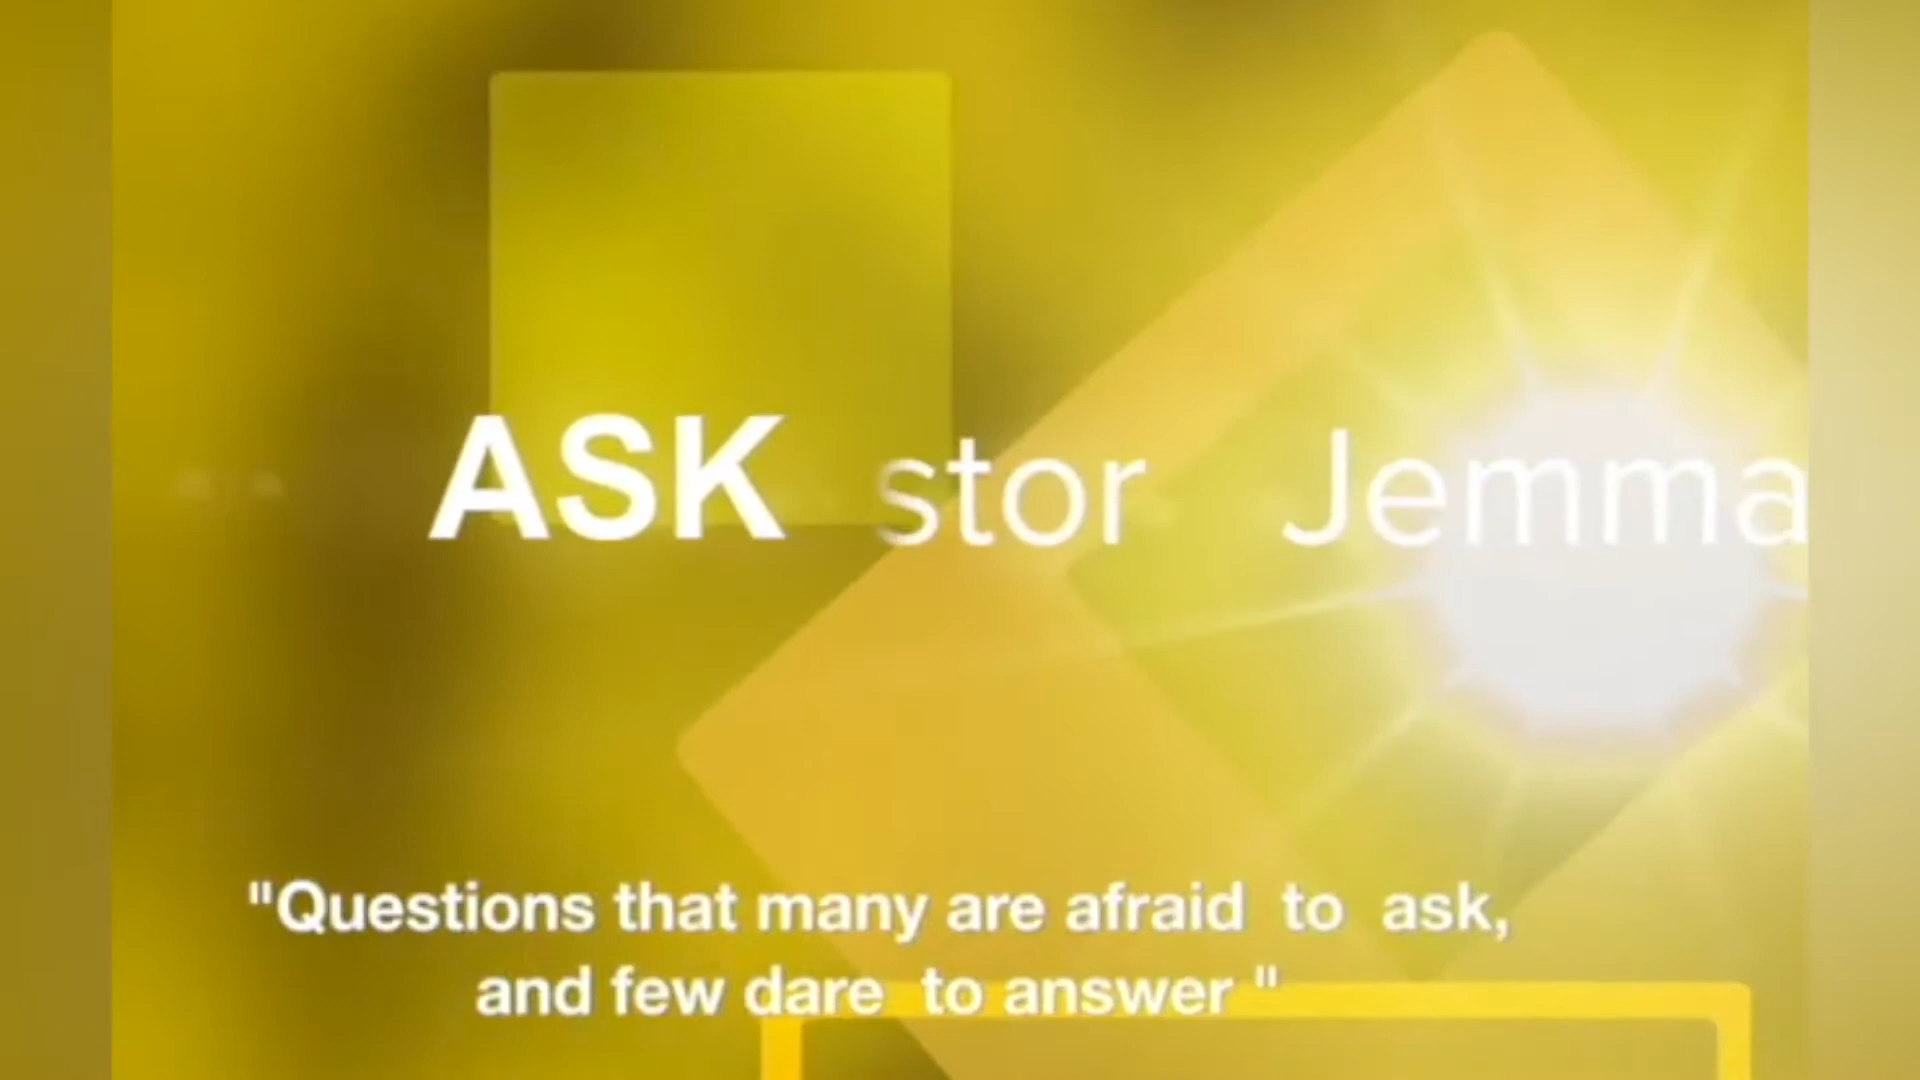 ASK stor Jemma
"Questions that many are afraid to ask,
and few dare to answer "